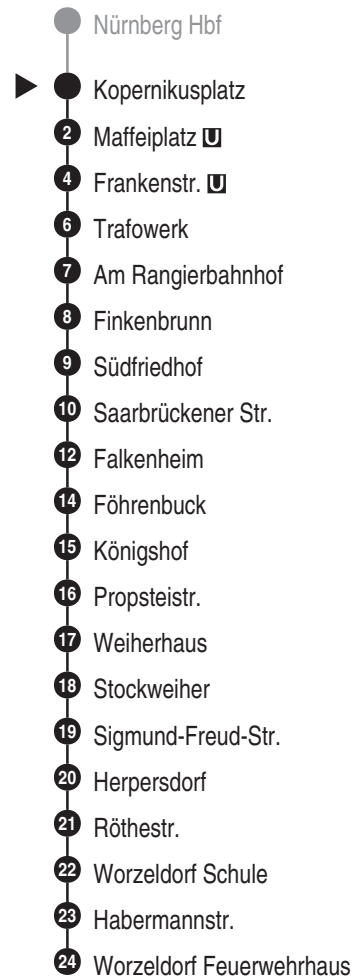 Nürnberg Hbf
Kopernikusplatz
2 Maffeiplatz U
4 Frankenstr. U
6 Trafowerk
7 Am Rangierbahnhof
8 Finkenbrunn
9 Südfriedhof
10 Saarbrückener Str.
12 Falkenheim
14 Föhrenbuck
15 Königshof
16 Propsteistr.
17 Weiherhaus
18 Stockweiher
19 Sigmund-Freud-Str.
20 Herpersdorf
21 Röthestr.
22 Worzeldorf Schule
23 Habermannstr.
24 Worzeldorf Feuerwehrhaus